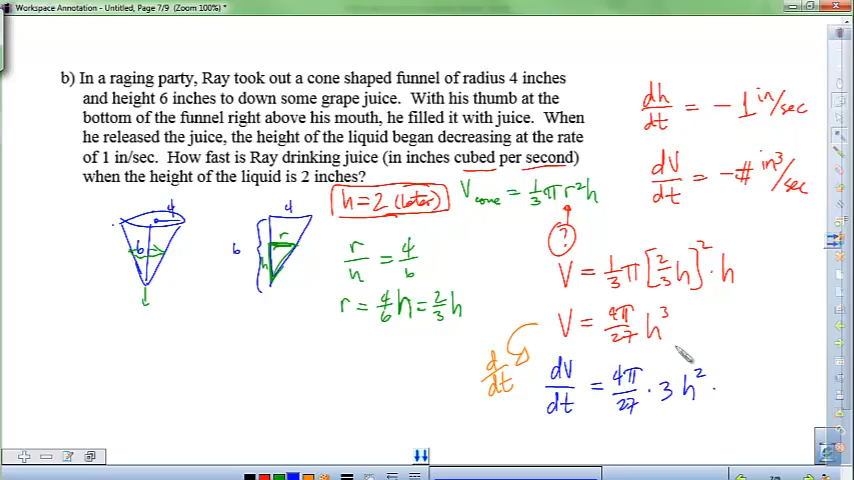 Workspace Annotation - Untitled, Page 7/9 (Zoom 100%) *
b) In a raging party, Ray took out a cone shaped funnel of radius 4 inches
and height 6 inches to down some grape juice. With his thumb at the
bottom of the funnel right above his mouth, he filled it with juice. When
he released the juice, the height of the liquid began decreasing at the rate
of 1 in/sec. How fast is Ray drinking juice (in inches cubed per second)
when the height of the liquid is 2 inches?
dh/dt = - 1 in/sec
dV/dt = - # in³/sec
h = 2 (later)
V cone = 1/3 π r² h
?
4
6
4
6
r
h
r/h = 4/6
r = 4/6 h = 2/3 h
V = 1/3 π [2/3 h]² · h
V = 4π/27 h³
d/dt
dV/dt = 4π/27 · 3 h² ·